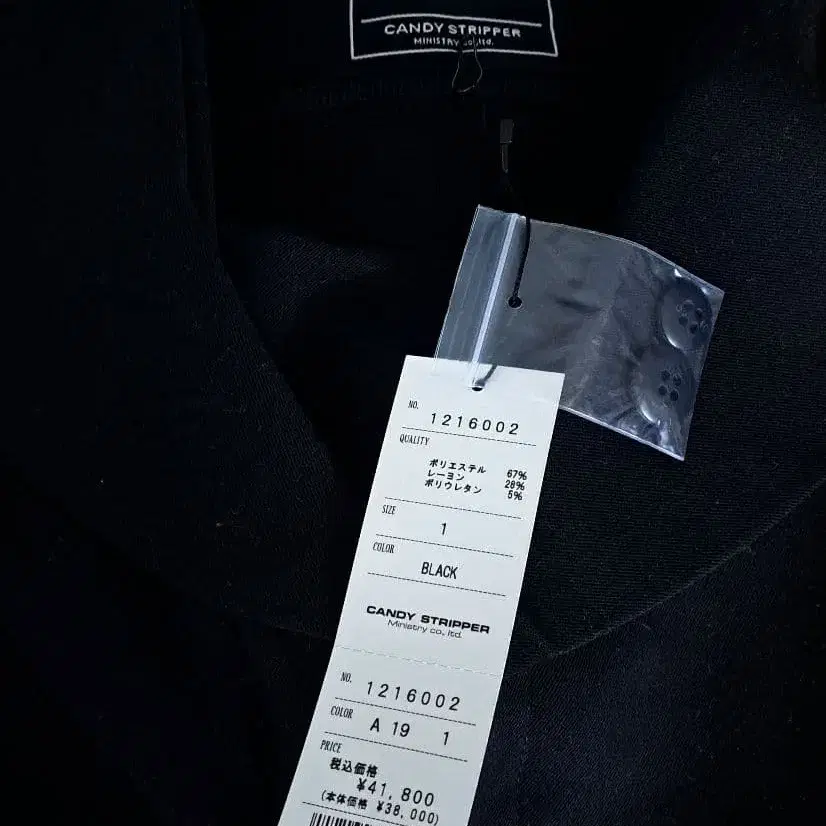 CANDY STRIPPER
MINISTRY co.,ltd.
NO. 1216002
QUALITY
ポリエステル 67%
レーヨン 28%
ポリウレタン 5%
SIZE
1
COLOR
BLACK
CANDY STRIPPER
Ministry co., ltd.
NO. 1216002
COLOR A 19 1
PRICE
税込価格
¥41,800
(本体価格 ¥38,000)